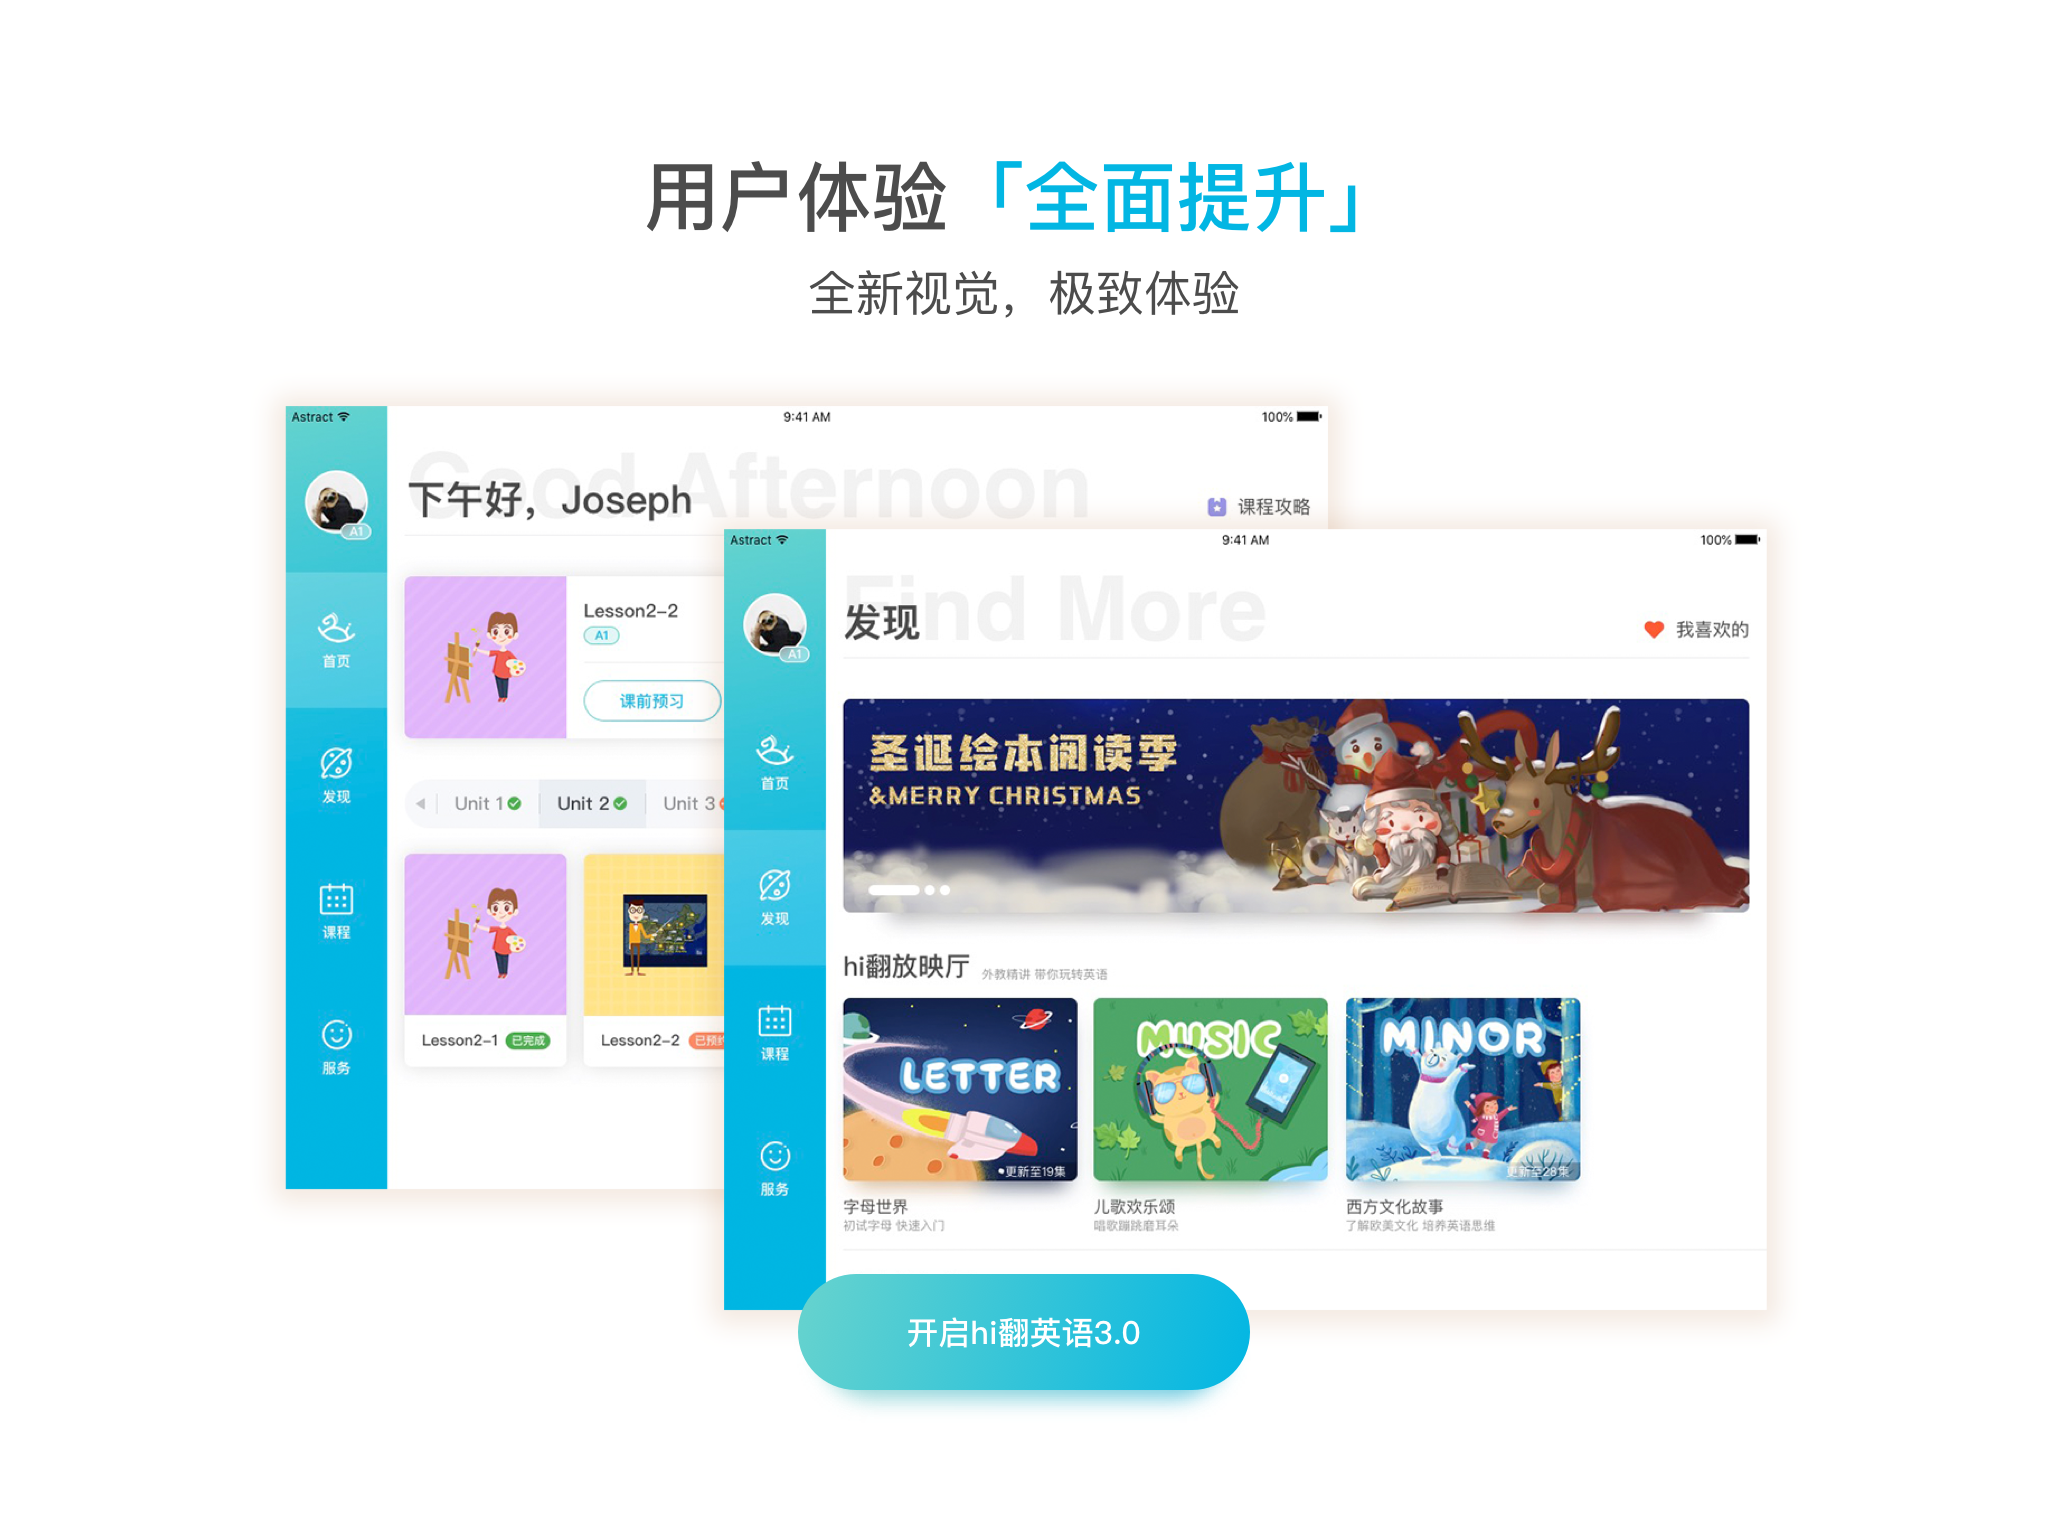 用户体验「全面提升」
全新视觉，极致体验
Astract
9:41 AM
100%
A1
首页
发现
课程
服务
Good Afternoon
下午好，Joseph
课程攻略
Lesson2-2
A1
课前预习
Unit 1
Unit 2
Unit 3
Lesson2-1 已完成
Lesson2-2
Astract
9:41 AM
100%
A1
首页
发现
课程
服务
Find More
发现
我喜欢的
圣诞绘本阅读季
&MERRY CHRISTMAS
hi翻放映厅 外教精讲 带你玩转英语
LETTER
更新至19集
MUSIC
MINOR
更新至28集
字母世界
初试字母 快速入门
儿歌欢乐颂
唱歌蹦跳磨耳朵
西方文化故事
了解欧美文化 培养英语思维
开启hi翻英语3.0